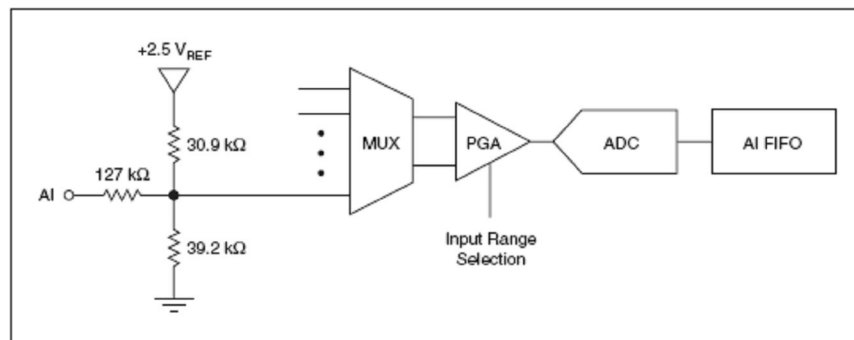 +2.5 V_REF
30.9 kΩ
127 kΩ
AI
39.2 kΩ
MUX
PGA
ADC
AI FIFO
Input Range
Selection